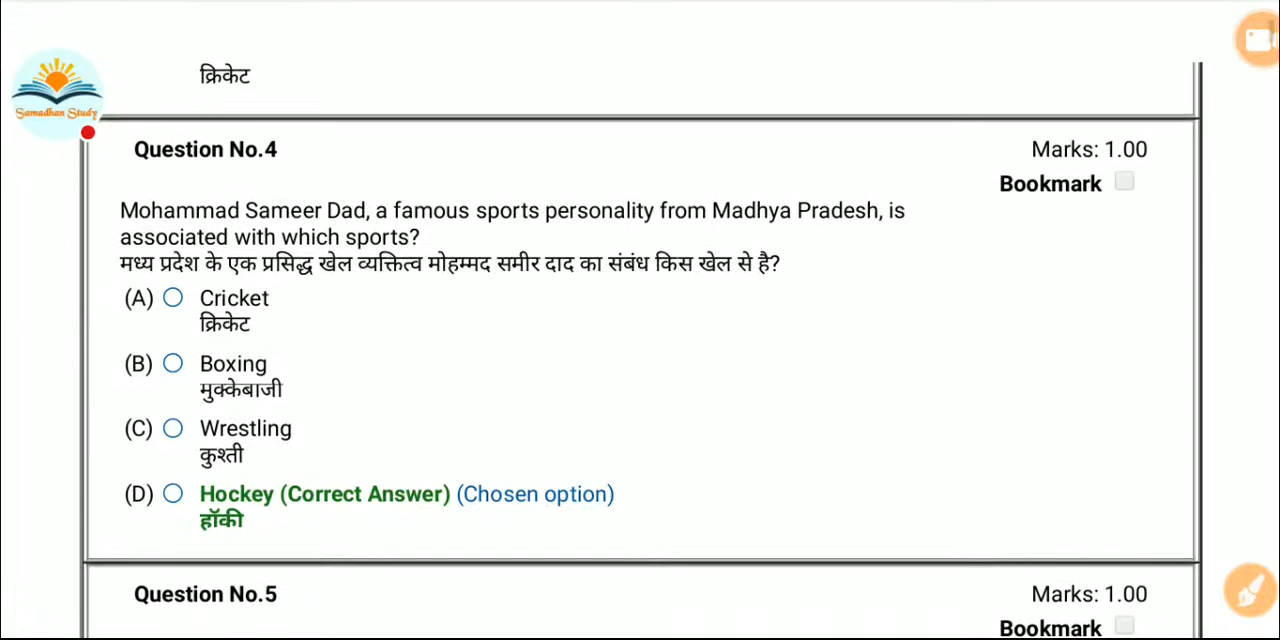 क्रिकेट
Samadhan Study
Question No.4
Marks: 1.00
Bookmark
Mohammad Sameer Dad, a famous sports personality from Madhya Pradesh, is
associated with which sports?
मध्य प्रदेश के एक प्रसिद्ध खेल व्यक्तित्व मोहम्मद समीर दाद का संबंध किस खेल से है?
(A) Cricket
क्रिकेट
(B) Boxing
मुक्केबाजी
(C) Wrestling
कुश्ती
(D) Hockey (Correct Answer) (Chosen option)
हॉकी
Question No.5
Marks: 1.00
Bookmark